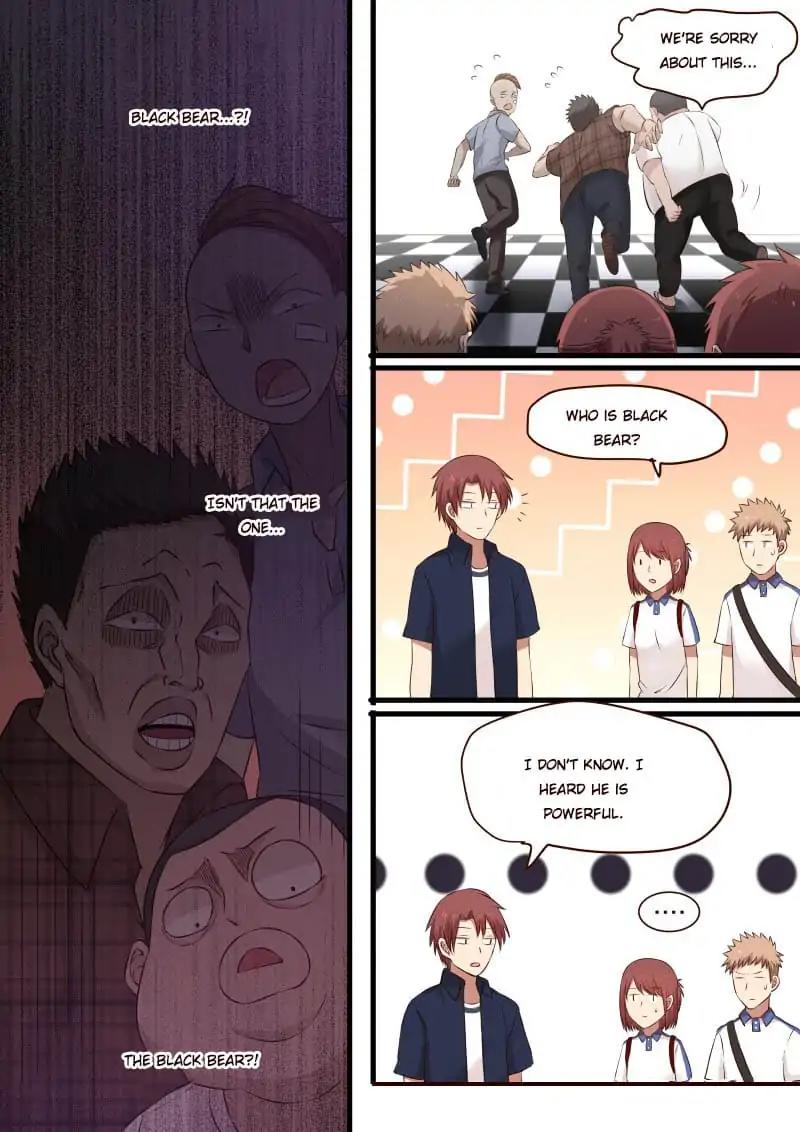 BLACK BEAR...?!
ISN'T THAT THE
ONE...
THE BLACK BEAR?!
WE'RE SORRY
ABOUT THIS...
WHO IS BLACK
BEAR?
I DON'T KNOW. I
HEARD HE IS
POWERFUL.
....